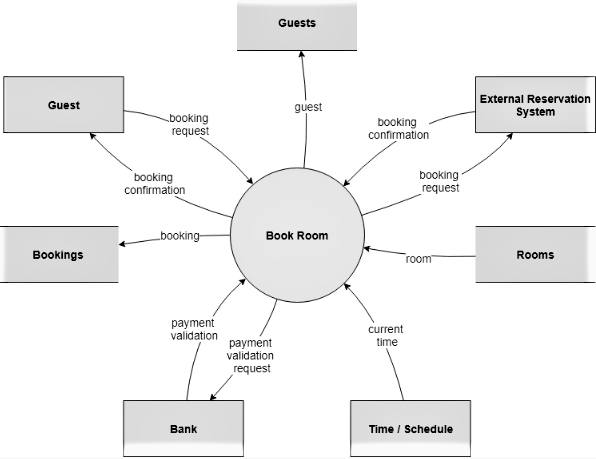 Guests
Guest
booking
request
guest
booking
confirmation
External Reservation
System
booking
confirmation
booking
request
Bookings
booking
Book Room
room
Rooms
payment
validation
payment
validation
request
current
time
Bank
Time / Schedule